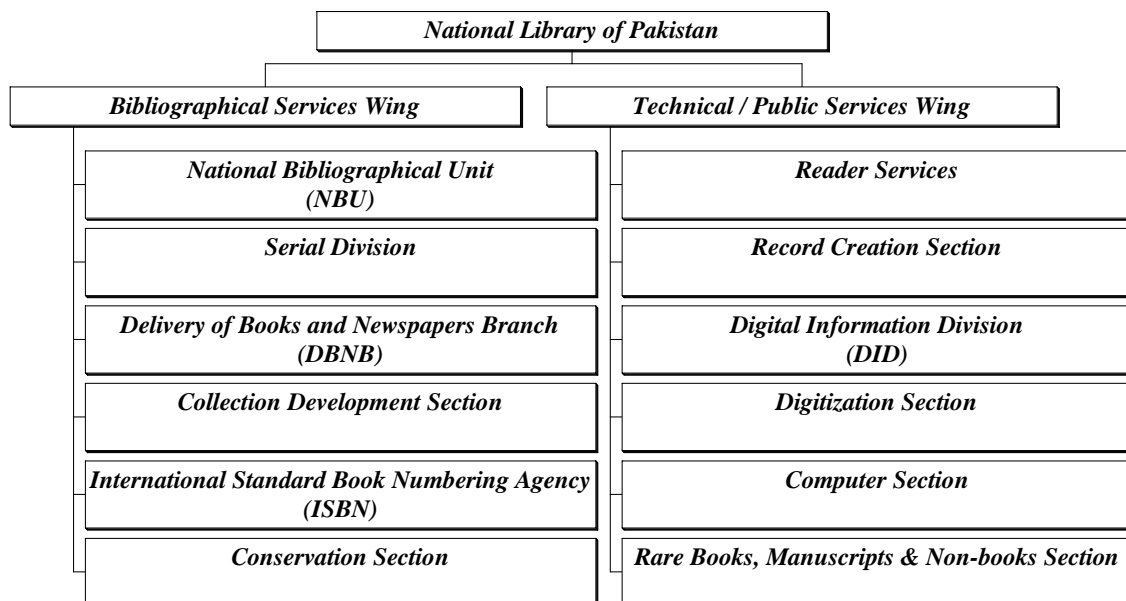 National Library of Pakistan
Bibliographical Services Wing
National Bibliographical Unit
(NBU)
Serial Division
Delivery of Books and Newspapers Branch
(DBNB)
Collection Development Section
International Standard Book Numbering Agency
(ISBN)
Conservation Section
Technical / Public Services Wing
Reader Services
Record Creation Section
Digital Information Division
(DID)
Digitization Section
Computer Section
Rare Books, Manuscripts & Non-books Section